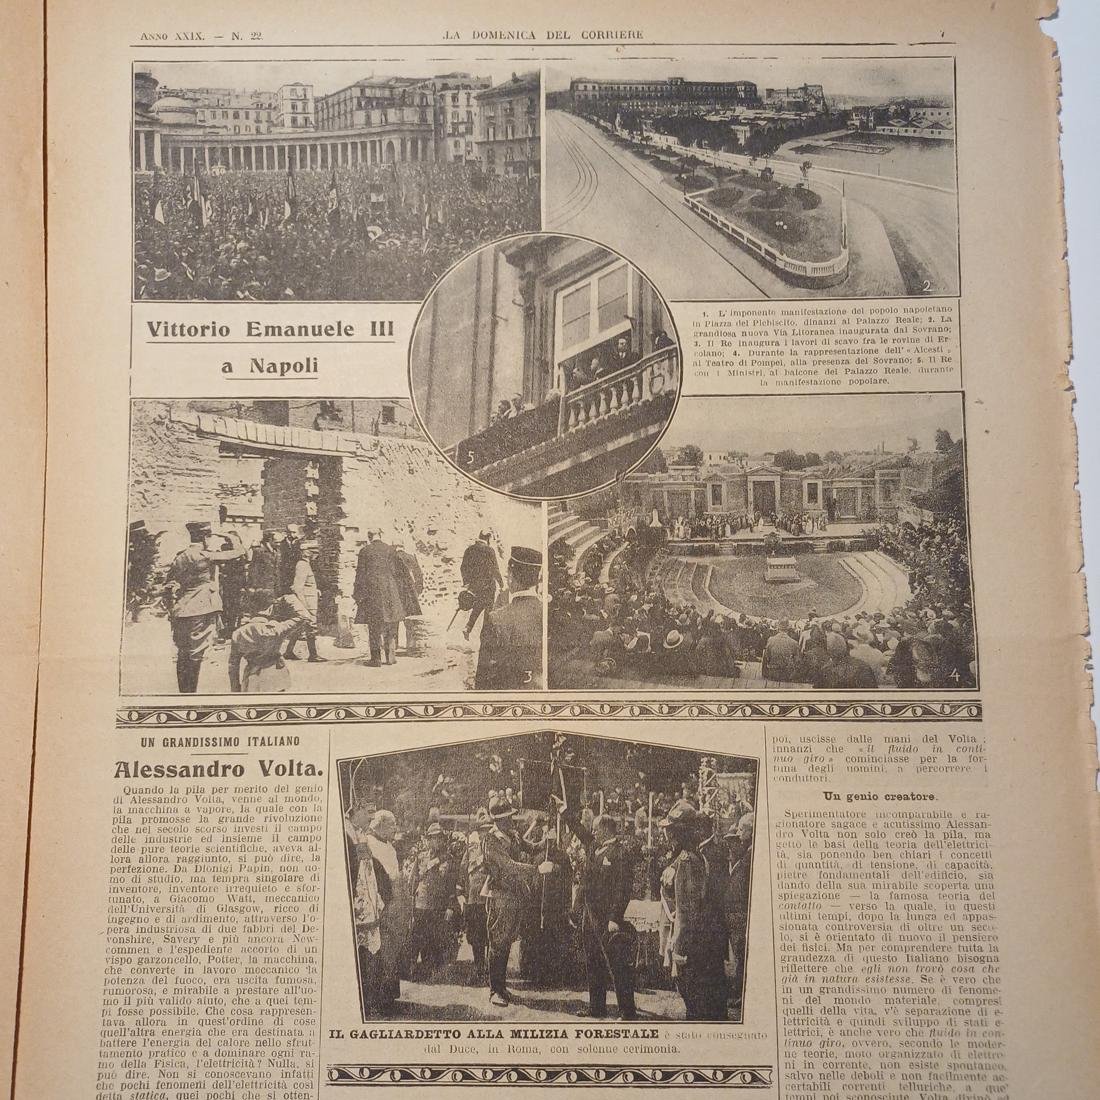 ANNO XXIX. — N. 22.
LA DOMENICA DEL CORRIERE
7
2
Vittorio Emanuele III
a Napoli
1. L'imponente manifestazione del popolo napoletano
in Piazza del Plebiscito, dinanzi al Palazzo Reale; 2. La
grandiosa nuova Via Litoranea inaugurata dal Sovrano;
3. Il Re inaugura i lavori di scavo fra le rovine di Er-
colano; 4. Durante la rappresentazione dell'« Alcesti »
al Teatro di Pompei, alla presenza del Sovrano; 5. Il Re
con i Ministri, al balcone del Palazzo Reale, durante
la manifestazione popolare.
5
3
4
UN GRANDISSIMO ITALIANO
Alessandro Volta.
Quando la pila per merito del genio
di Alessandro Volta, venne al mondo,
la macchina a vapore, la quale con la
pila promosse la grande rivoluzione
che nel secolo scorso investì il campo
delle industrie ed insieme il campo
delle pure teorie scientifiche, aveva al-
lora allora raggiunto, si può dire, la
perfezione. Da Dionigi Papin, non uo-
mo di studio, ma tempra singolare di
inventore, inventore irrequieto e sfor-
tunato, a Giacomo Watt, meccanico
dell'Università di Glasgow, ricco di
ingegno e di ardimento, attraverso l'o-
pera industriosa di due fabbri del De-
vonshire, Savery e più ancora New-
commen e l'espediente accorto di un
vispo garzoncello, Potter, la macchina,
che converte in lavoro meccanico la
potenza del fuoco, era uscita fumosa,
rumorosa, e mirabile a prestare all'uo-
mo il più valido aiuto, che a quei tem-
pi fosse possibile. Che cosa rappresen-
tava allora in quest'ordine di cose
quell'altra energia che era destinata a
battere l'energia del calore nello sfrut-
tamento pratico e a dominare ogni ra-
mo della Fisica, l'elettricità? Nulla, si
può dire. Non si conoscevano infatti
che pochi fenomeni dell'elettricità così
detta statica, quei pochi che si otten-
IL GAGLIARDETTO ALLA MILIZIA FORESTALE è stato consegnato
dal Duce, in Roma, con solenne cerimonia.
poi, uscisse dalle mani del Volta;
innanzi che «il fluido in conti-
nuo giro» cominciasse per la for-
tuna degli uomini, a percorrere i
conduttori.
Un genio creatore.
Sperimentatore incomparabile e ra-
gionatore sagace e acutissimo Alessan-
dro Volta non solo creò la pila, ma
gettò le basi della teoria dell'elettrici-
tà, sia ponendo ben chiari i concetti
di quantità, di tensione, di capacità,
pietre fondamentali dell'edificio, sia
dando della sua mirabile scoperta una
spiegazione — la famosa teoria del
contatto — verso la quale, in questi
ultimi tempi, dopo la lunga ed appas-
sionata controversia di oltre un seco-
lo, si è orientato di nuovo il pensiero
dei fisici. Ma per comprendere tutta la
grandezza di questo Italiano bisogna
riflettere che egli non trovò cosa che
già in natura esistesse. Se è vero che
in un grandissimo numero di fenome-
ni del mondo materiale, compresi
quelli della vita, v'è separazione di e-
lettricità e quindi sviluppo di stati e-
lettrici, è anche vero che fluido in con-
tinuo giro, ovvero, secondo le moder-
ne teorie, moto organizzato di elettro-
ni in corrente, non esiste spontaneo,
salvo nelle deboli e non facilmente ac-
certabili correnti telluriche, a que'
tempi poi sconosciute. Volta